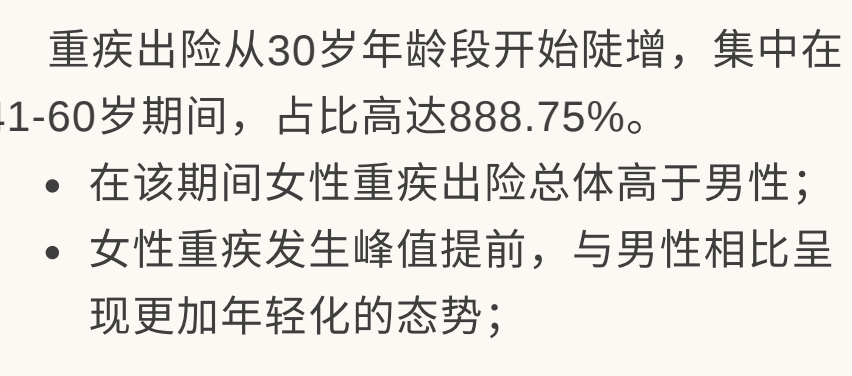 重疾出险从30岁年龄段开始陡增，集中在
41-60岁期间，占比高达888.75%。
• 在该期间女性重疾出险总体高于男性；
• 女性重疾发生峰值提前，与男性相比呈
现更加年轻化的态势；